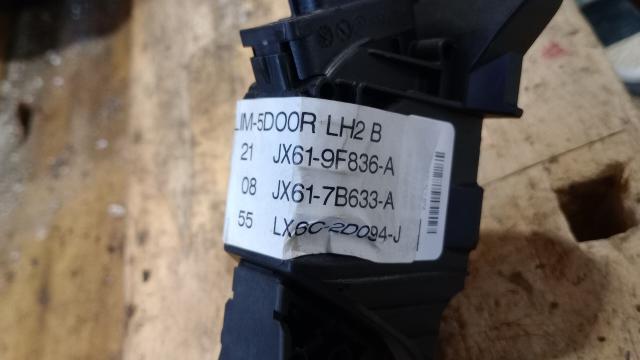 LIM-5DOOR LH2 B
21 JX61-9F836-A
08 JX61-7B633-A
55 LX6C-2D094-J